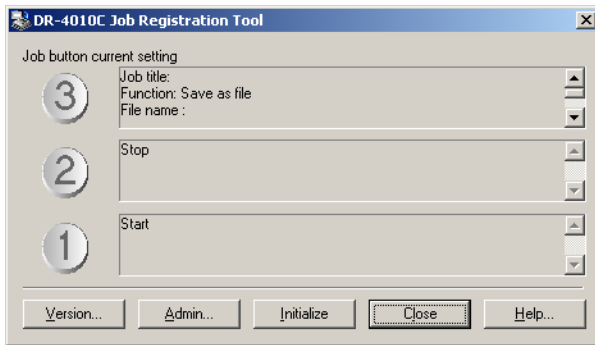 DR-4010C Job Registration Tool
Job button current setting
3
Job title:
Function: Save as file
File name :
2
Stop
1
Start
Version... Admin... Initialize Close Help...